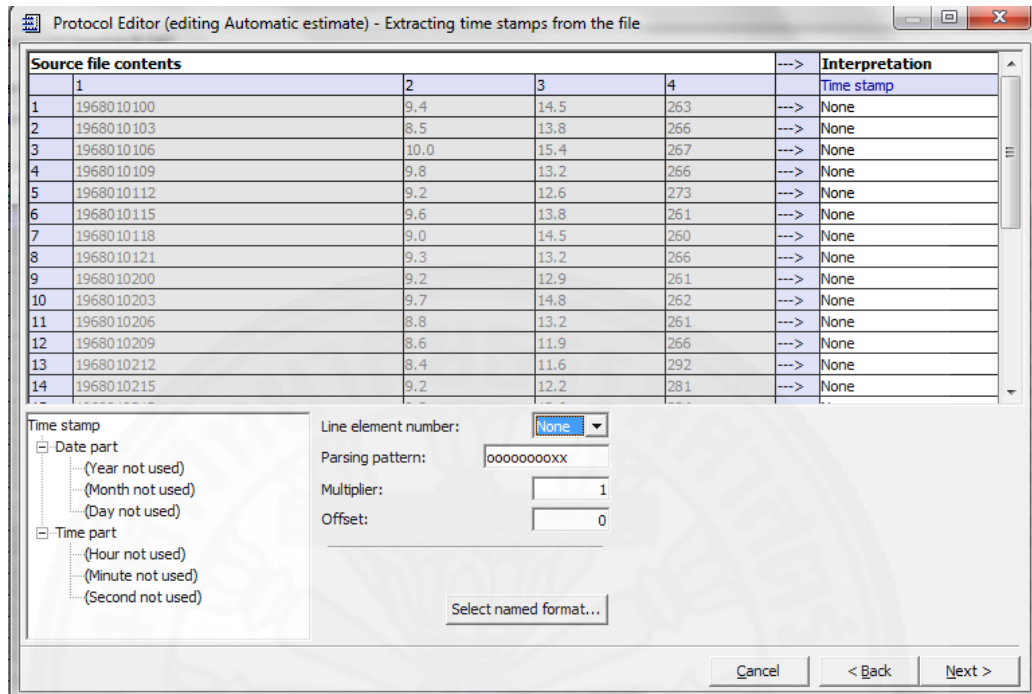 Protocol Editor (editing Automatic estimate) - Extracting time stamps from the file
Source file contents ---> Interpretation
1 2 3 4 Time stamp
1 1968010100 9.4 14.5 263 ---> None
2 1968010103 8.5 13.8 266 ---> None
3 1968010106 10.0 15.4 267 ---> None
4 1968010109 9.8 13.2 266 ---> None
5 1968010112 9.2 12.6 273 ---> None
6 1968010115 9.6 13.8 261 ---> None
7 1968010118 9.0 14.5 260 ---> None
8 1968010121 9.3 13.2 266 ---> None
9 1968010200 9.2 12.9 261 ---> None
10 1968010203 9.7 14.8 262 ---> None
11 1968010206 8.8 13.2 261 ---> None
12 1968010209 8.6 11.9 266 ---> None
13 1968010212 8.4 11.6 292 ---> None
14 1968010215 9.2 12.2 281 ---> None
Time stamp
Date part
(Year not used)
(Month not used)
(Day not used)
Time part
(Hour not used)
(Minute not used)
(Second not used)
Line element number: None
Parsing pattern: ooooooooxx
Multiplier: 1
Offset: 0
Select named format...
Cancel < Back Next >